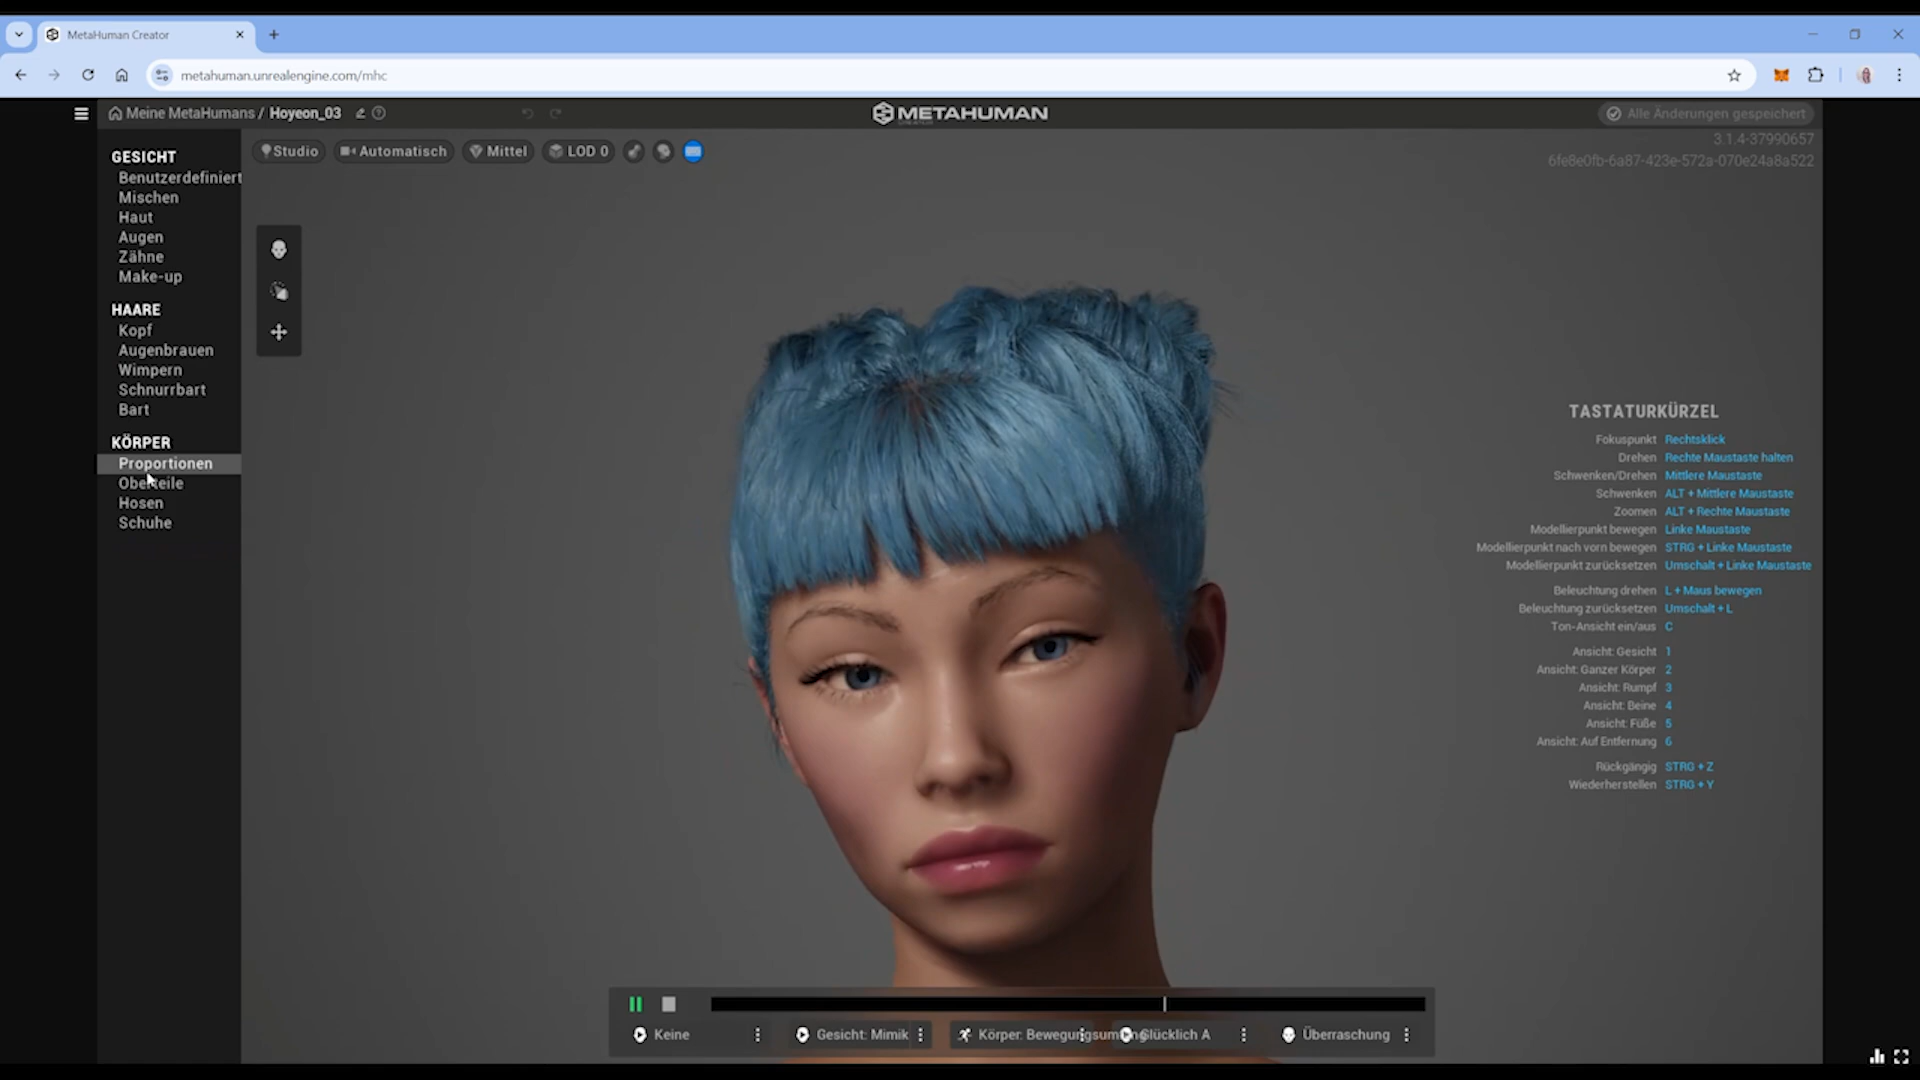 MetaHuman Creator
metahuman.unrealengine.com/mhc
Meine MetaHumans / Hoyeon_03
METAHUMAN
Alle Änderungen gespeichert
3.1.4-37990657
6fe8e0fb-6a87-423e-572a-070e24a8a522
Studio
Automatisch
Mittel
LOD 0
GESICHT
Benutzerdefiniert
Mischen
Haut
Augen
Zähne
Make-up
HAARE
Kopf
Augenbrauen
Wimpern
Schnurrbart
Bart
KÖRPER
Proportionen
Oberteile
Hosen
Schuhe
TASTATURKÜRZEL
Fokuspunkt Rechtsklick
Drehen Rechte Maustaste halten
Schwenken/Drehen Mittlere Maustaste
Schwenken ALT + Mittlere Maustaste
Zoomen ALT + Rechte Maustaste
Modellierpunkt bewegen Linke Maustaste
Modellierpunkt nach vorn bewegen STRG + Linke Maustaste
Modellierpunkt zurücksetzen Umschalt + Linke Maustaste
Beleuchtung drehen L + Maus bewegen
Beleuchtung zurücksetzen Umschalt + L
Ton-Ansicht ein/aus C
Ansicht: Gesicht 1
Ansicht: Ganzer Körper 2
Ansicht: Rumpf 3
Ansicht: Beine 4
Ansicht: Füße 5
Ansicht: Auf Entfernung 6
Rückgängig STRG + Z
Wiederherstellen STRG + Y
Keine
Gesicht: Mimik
Körper: Bewegungsum
Glücklich A
Überraschung